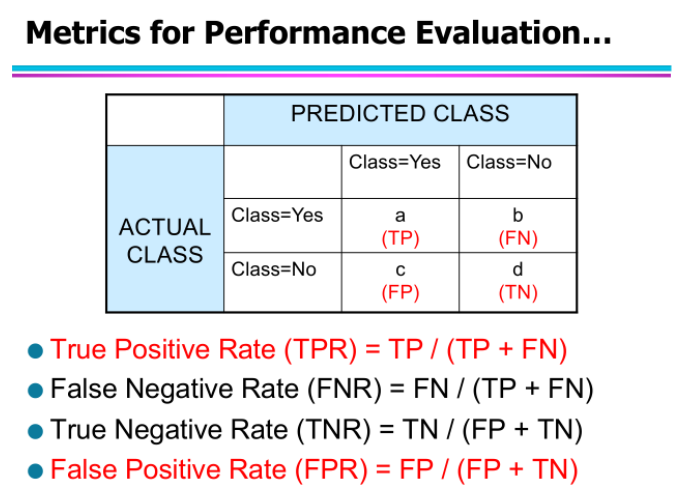 Metrics for Performance Evaluation...
PREDICTED CLASS
Class=Yes Class=No
ACTUAL CLASS
Class=Yes a (TP) b (FN)
Class=No c (FP) d (TN)
True Positive Rate (TPR) = TP / (TP + FN)
False Negative Rate (FNR) = FN / (TP + FN)
True Negative Rate (TNR) = TN / (FP + TN)
False Positive Rate (FPR) = FP / (FP + TN)